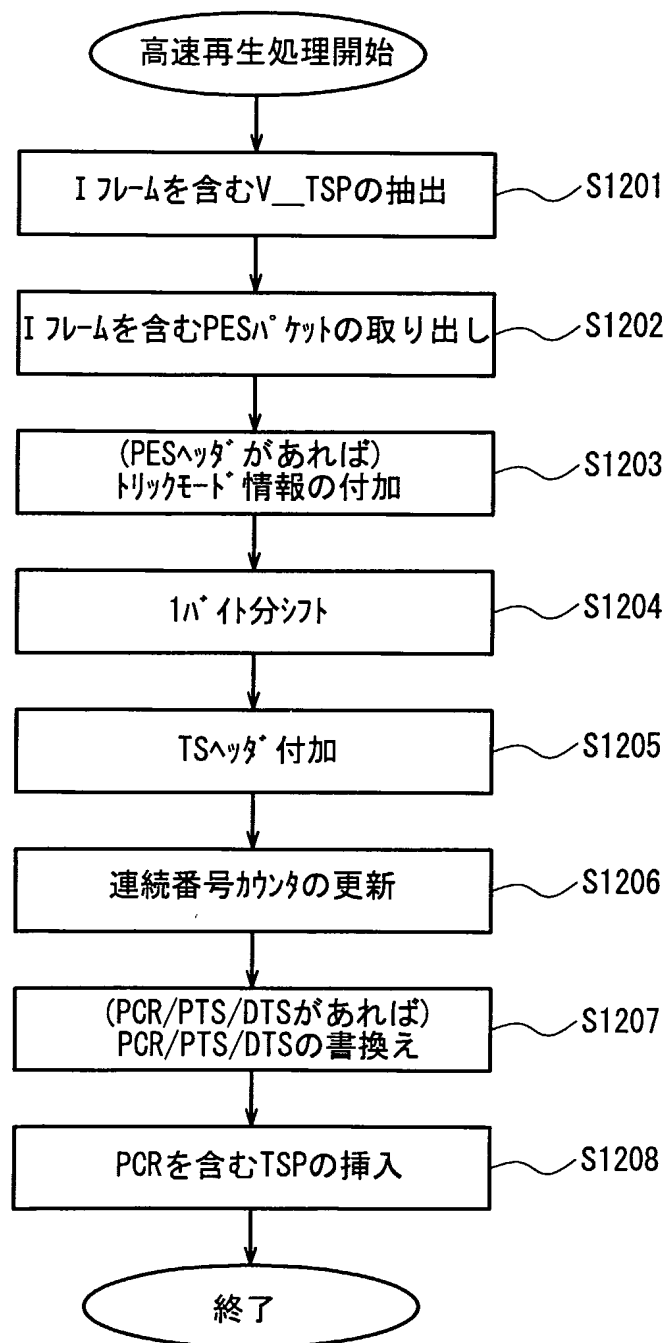 高速再生処理開始
I ﾌﾚｰﾑを含むV__TSPの抽出
S1201
I ﾌﾚｰﾑを含むPESﾊﾟｹｯﾄの取り出し
S1202
(PESﾍｯﾀﾞがあれば)
ﾄﾘｯｸﾓｰﾄﾞ情報の付加
S1203
1ﾊﾞｲﾄ分ｼﾌﾄ
S1204
TSﾍｯﾀﾞ付加
S1205
連続番号ｶｳﾝﾀの更新
S1206
(PCR/PTS/DTSがあれば)
PCR/PTS/DTSの書換え
S1207
PCRを含むTSPの挿入
S1208
終了